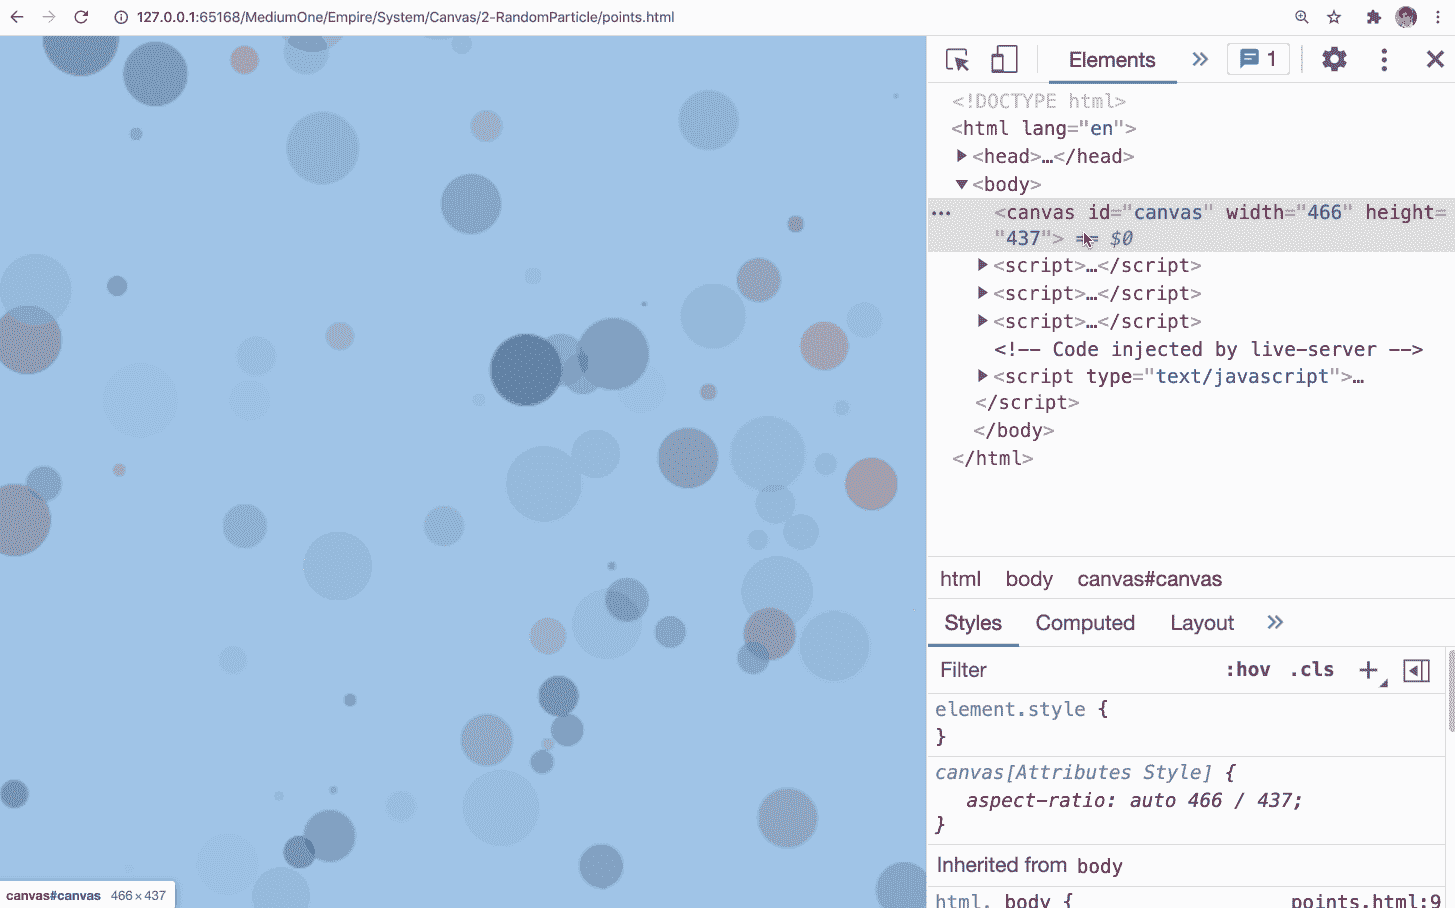 127.0.0.1:65168/MediumOne/Empire/System/Canvas/2-RandomParticle/points.html
Elements
1
<!DOCTYPE html>
<html lang="en">
<head>…</head>
<body>
<canvas id="canvas" width="466" height=
"437"> == $0
<script>…</script>
<script>…</script>
<script>…</script>
<!-- Code injected by live-server -->
<script type="text/javascript">…
</script>
</body>
</html>
html body canvas#canvas
Styles Computed Layout
Filter :hov .cls
element.style {
}
canvas[Attributes Style] {
aspect-ratio: auto 466 / 437;
}
Inherited from body
html, body { points.html:9
canvas#canvas 466×437